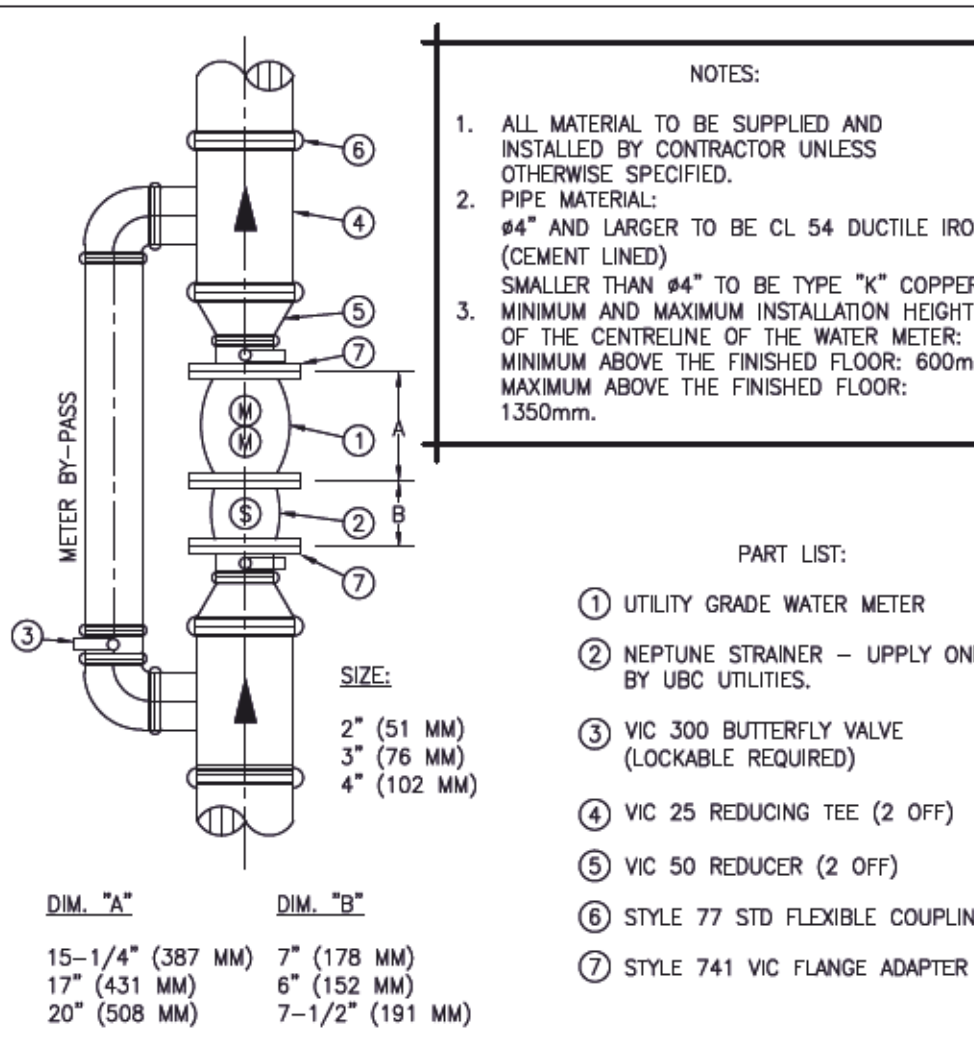 NOTES:
1. ALL MATERIAL TO BE SUPPLIED AND
INSTALLED BY CONTRACTOR UNLESS
OTHERWISE SPECIFIED.
2. PIPE MATERIAL:
ø4" AND LARGER TO BE CL 54 DUCTILE IRO
(CEMENT LINED)
SMALLER THAN ø4" TO BE TYPE "K" COPPER
3. MINIMUM AND MAXIMUM INSTALLATION HEIGHT
OF THE CENTRELINE OF THE WATER METER:
MINIMUM ABOVE THE FINISHED FLOOR: 600m
MAXIMUM ABOVE THE FINISHED FLOOR:
1350mm.
6
4
5
7
M
M
1
A
S
2
B
7
3
METER BY-PASS
SIZE:
2" (51 MM)
3" (76 MM)
4" (102 MM)
DIM. "A"
15-1/4" (387 MM)
17" (431 MM)
20" (508 MM)
DIM. "B"
7" (178 MM)
6" (152 MM)
7-1/2" (191 MM)
PART LIST:
1 UTILITY GRADE WATER METER
2 NEPTUNE STRAINER – UPPLY ON
BY UBC UTILITIES.
3 VIC 300 BUTTERFLY VALVE
(LOCKABLE REQUIRED)
4 VIC 25 REDUCING TEE (2 OFF)
5 VIC 50 REDUCER (2 OFF)
6 STYLE 77 STD FLEXIBLE COUPLIN
7 STYLE 741 VIC FLANGE ADAPTER